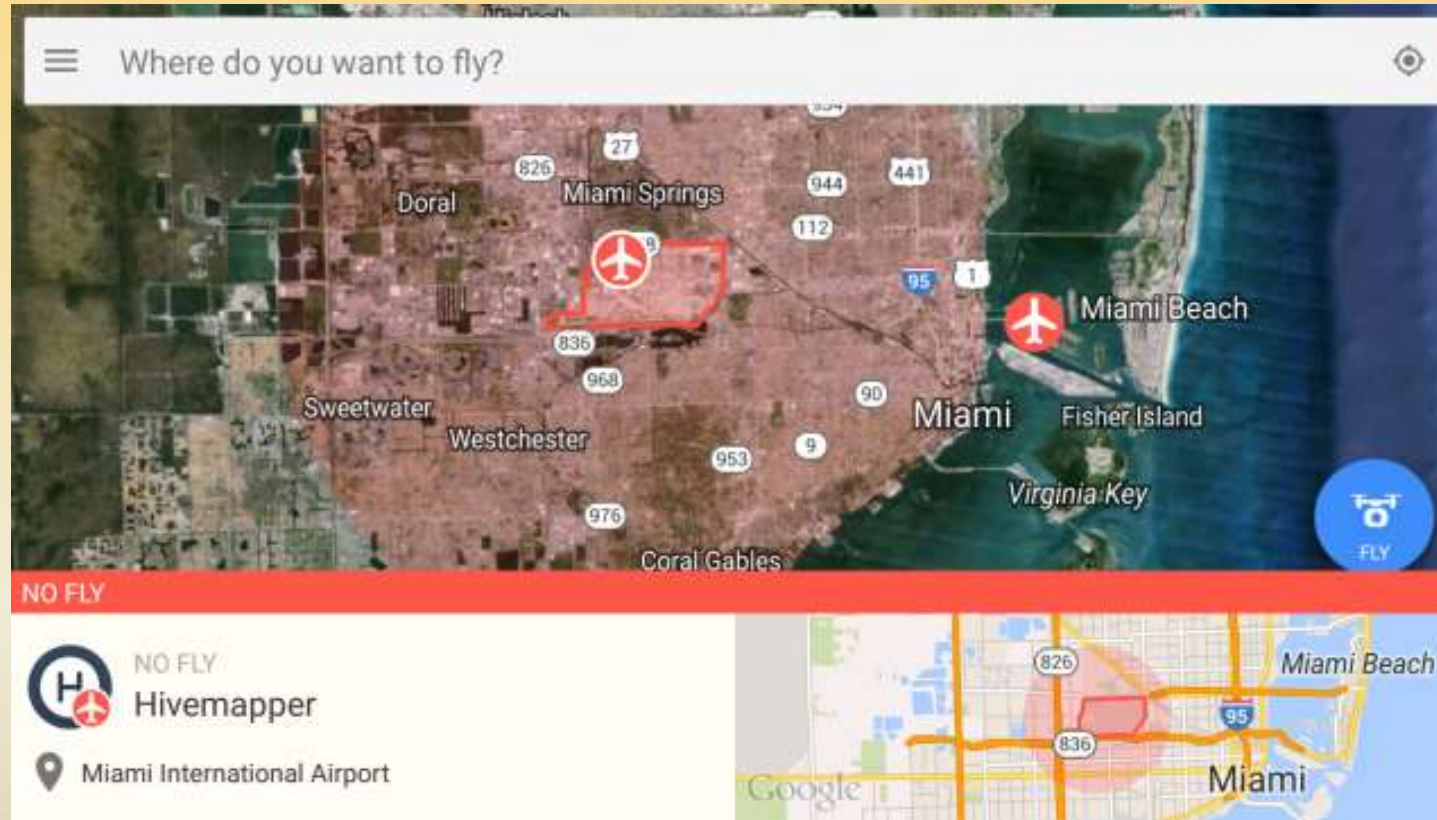 Where do you want to fly?
27
826
441
944
Doral
Miami Springs
112
95
1
Miami Beach
836
968
90
Sweetwater
Miami
Fisher Island
Westchester
9
953
Virginia Key
976
FLY
Coral Gables
NO FLY
H
NO FLY
Hivemapper
Miami International Airport
826
Miami Beach
95
836
Miami
Google